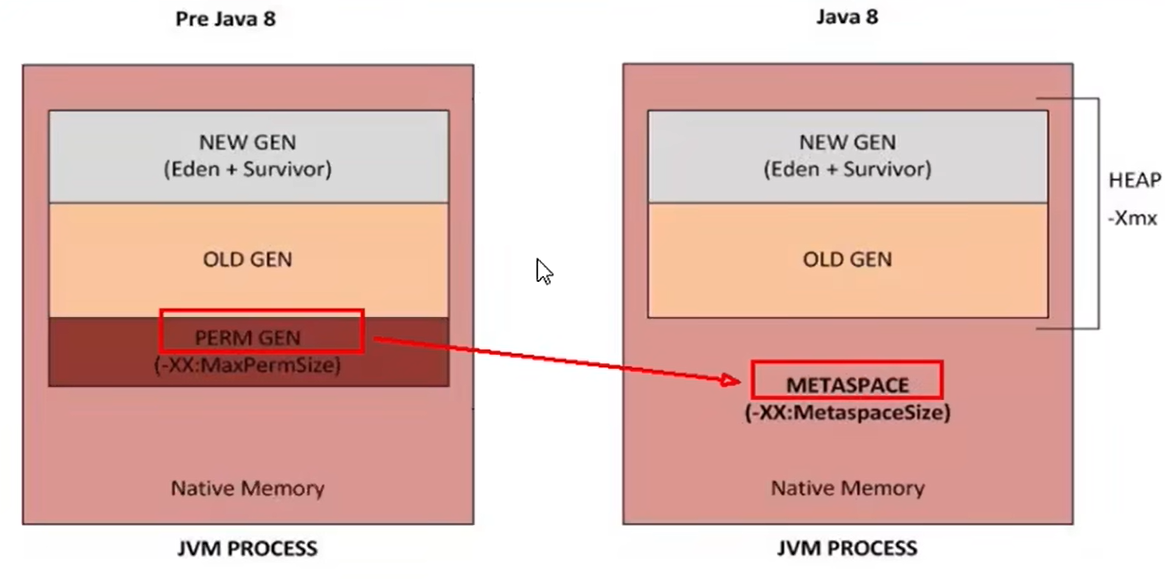 Pre Java 8
NEW GEN
(Eden + Survivor)
OLD GEN
PERM GEN
(-XX:MaxPermSize)
Native Memory
JVM PROCESS
Java 8
NEW GEN
(Eden + Survivor)
OLD GEN
HEAP
-Xmx
METASPACE
(-XX:MetaspaceSize)
Native Memory
JVM PROCESS